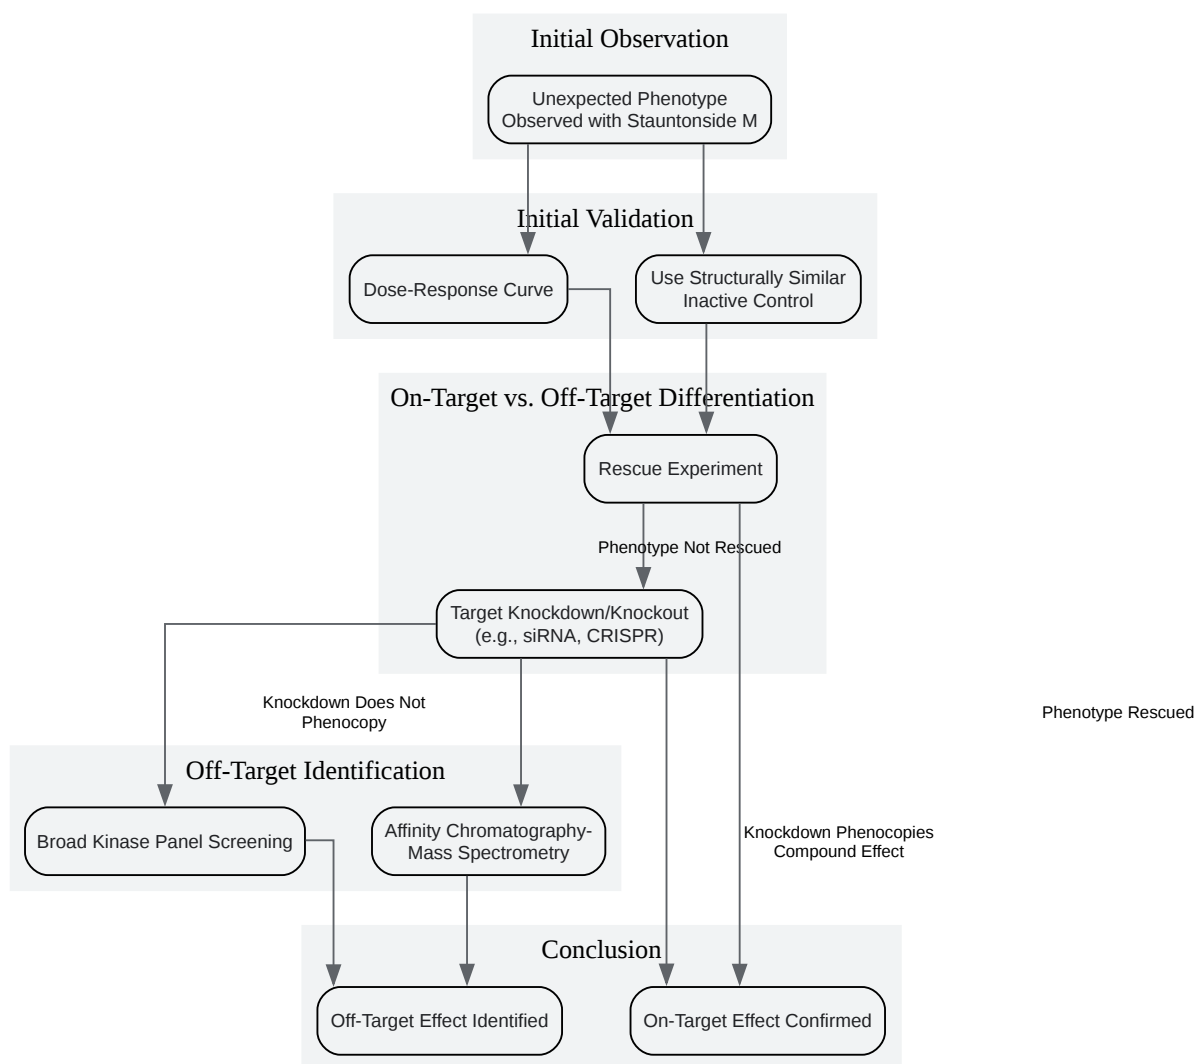 Initial Observation
Unexpected Phenotype
Observed with Stauntonside M
Initial Validation
Dose-Response Curve
Use Structurally Similar
Inactive Control
On-Target vs. Off-Target Differentiation
Rescue Experiment
Phenotype Not Rescued
Target Knockdown/Knockout
(e.g., siRNA, CRISPR)
Knockdown Does Not
Phenocopy
Phenotype Rescued
Off-Target Identification
Broad Kinase Panel Screening
Affinity Chromatography-
Mass Spectrometry
Knockdown Phenocopies
Compound Effect
Conclusion
Off-Target Effect Identified
On-Target Effect Confirmed